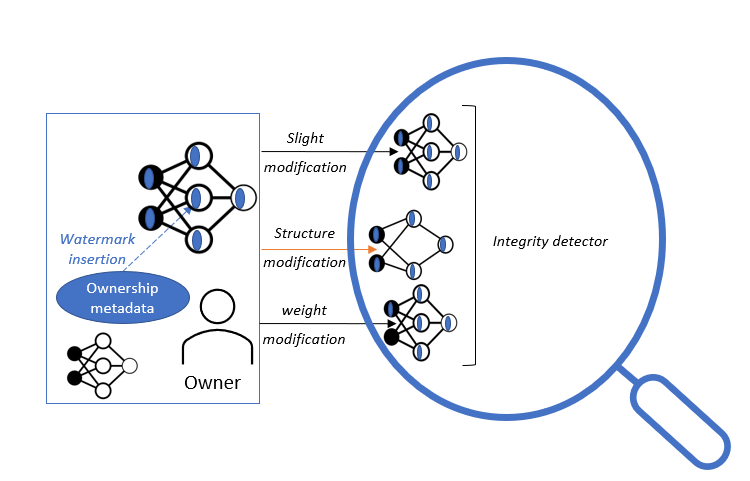 Slight
modification
Watermark
insertion
Structure
modification
Integrity detector
Ownership
metadata
weight
modification
Owner